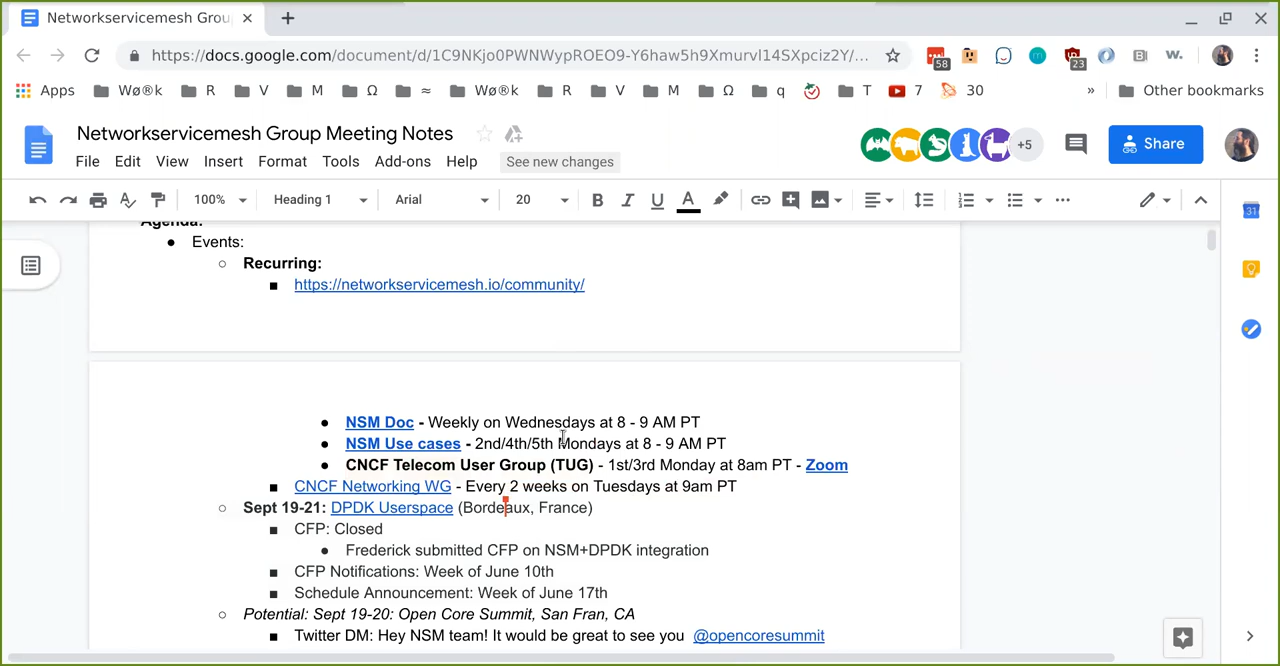 Networkservicemesh Grou
https://docs.google.com/document/d/1C9NKjo0PWNWypROEO9-Y6haw5h9Xmurvl14SXpciz2Y/...
58
23
Apps Wø®k R V M Ω ≈ Wø®k R V M Ω q T 7 30 » Other bookmarks
Networkservicemesh Group Meeting Notes
+5
Share
File Edit View Insert Format Tools Add-ons Help See new changes
100% Heading 1 Arial 20 B I U A
31
Agenda:
● Events:
○ Recurring:
■ https://networkservicemesh.io/community/
● NSM Doc - Weekly on Wednesdays at 8 - 9 AM PT
● NSM Use cases - 2nd/4th/5th Mondays at 8 - 9 AM PT
● CNCF Telecom User Group (TUG) - 1st/3rd Monday at 8am PT - Zoom
■ CNCF Networking WG - Every 2 weeks on Tuesdays at 9am PT
○ Sept 19-21: DPDK Userspace (Bordeaux, France)
■ CFP: Closed
● Frederick submitted CFP on NSM+DPDK integration
■ CFP Notifications: Week of June 10th
■ Schedule Announcement: Week of June 17th
○ Potential: Sept 19-20: Open Core Summit, San Fran, CA
■ Twitter DM: Hey NSM team! It would be great to see you @opencoresummit